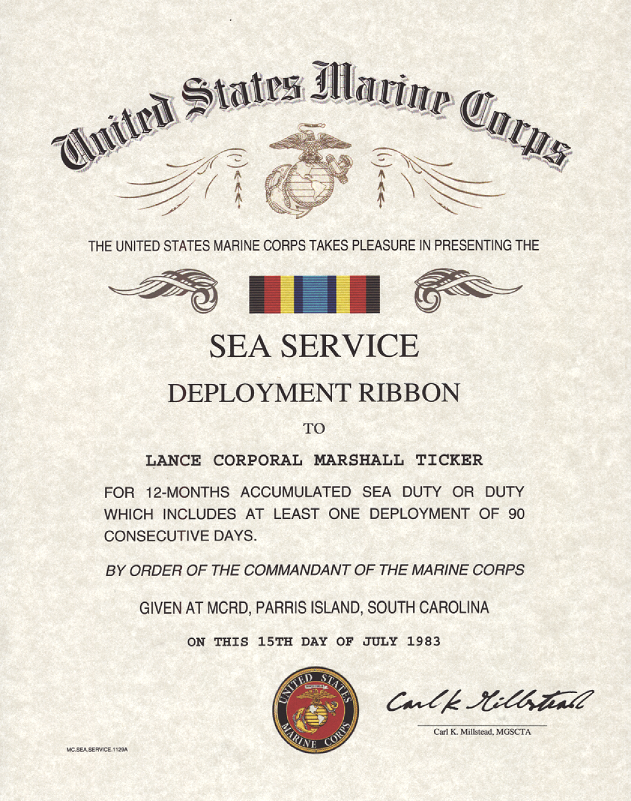 United States Marine Corps
THE UNITED STATES MARINE CORPS TAKES PLEASURE IN PRESENTING THE
SEA SERVICE
DEPLOYMENT RIBBON
TO
LANCE CORPORAL MARSHALL TICKER
FOR 12-MONTHS ACCUMULATED SEA DUTY OR DUTY
WHICH INCLUDES AT LEAST ONE DEPLOYMENT OF 90
CONSECUTIVE DAYS.
BY ORDER OF THE COMMANDANT OF THE MARINE CORPS
GIVEN AT MCRD, PARRIS ISLAND, SOUTH CAROLINA
ON THIS 15TH DAY OF JULY 1983
UNITED STATES
MARINE CORPS
Carl K Millstead
Carl K. Millstead, MGSCTA
MC.SEA.SERVICE.1129A